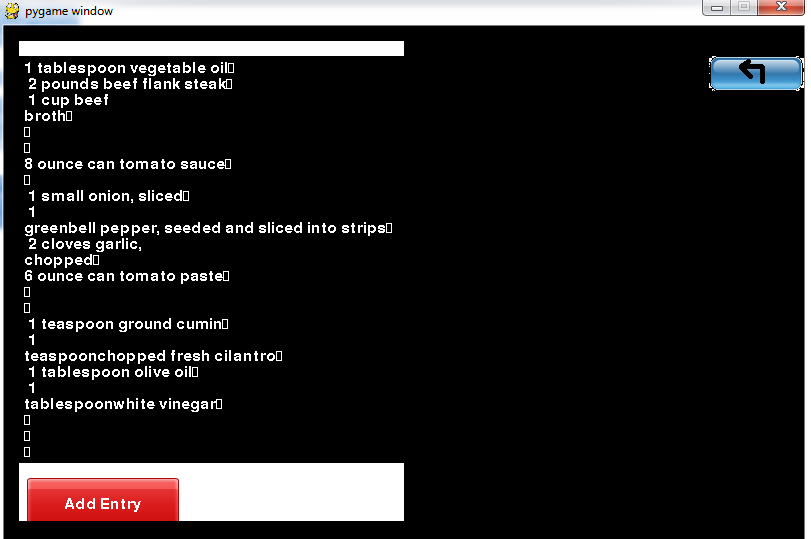 pygame window
1 tablespoon vegetable oil▯
2 pounds beef flank steak▯
1 cup beef
broth▯
▯
▯
8 ounce can tomato sauce▯
▯
1 small onion, sliced▯
1
greenbell pepper, seeded and sliced into strips▯
2 cloves garlic,
chopped▯
6 ounce can tomato paste▯
▯
▯
1 teaspoon ground cumin▯
1
teaspoonchopped fresh cilantro▯
1 tablespoon olive oil▯
1
tablespoonwhite vinegar▯
▯
▯
▯
Add Entry